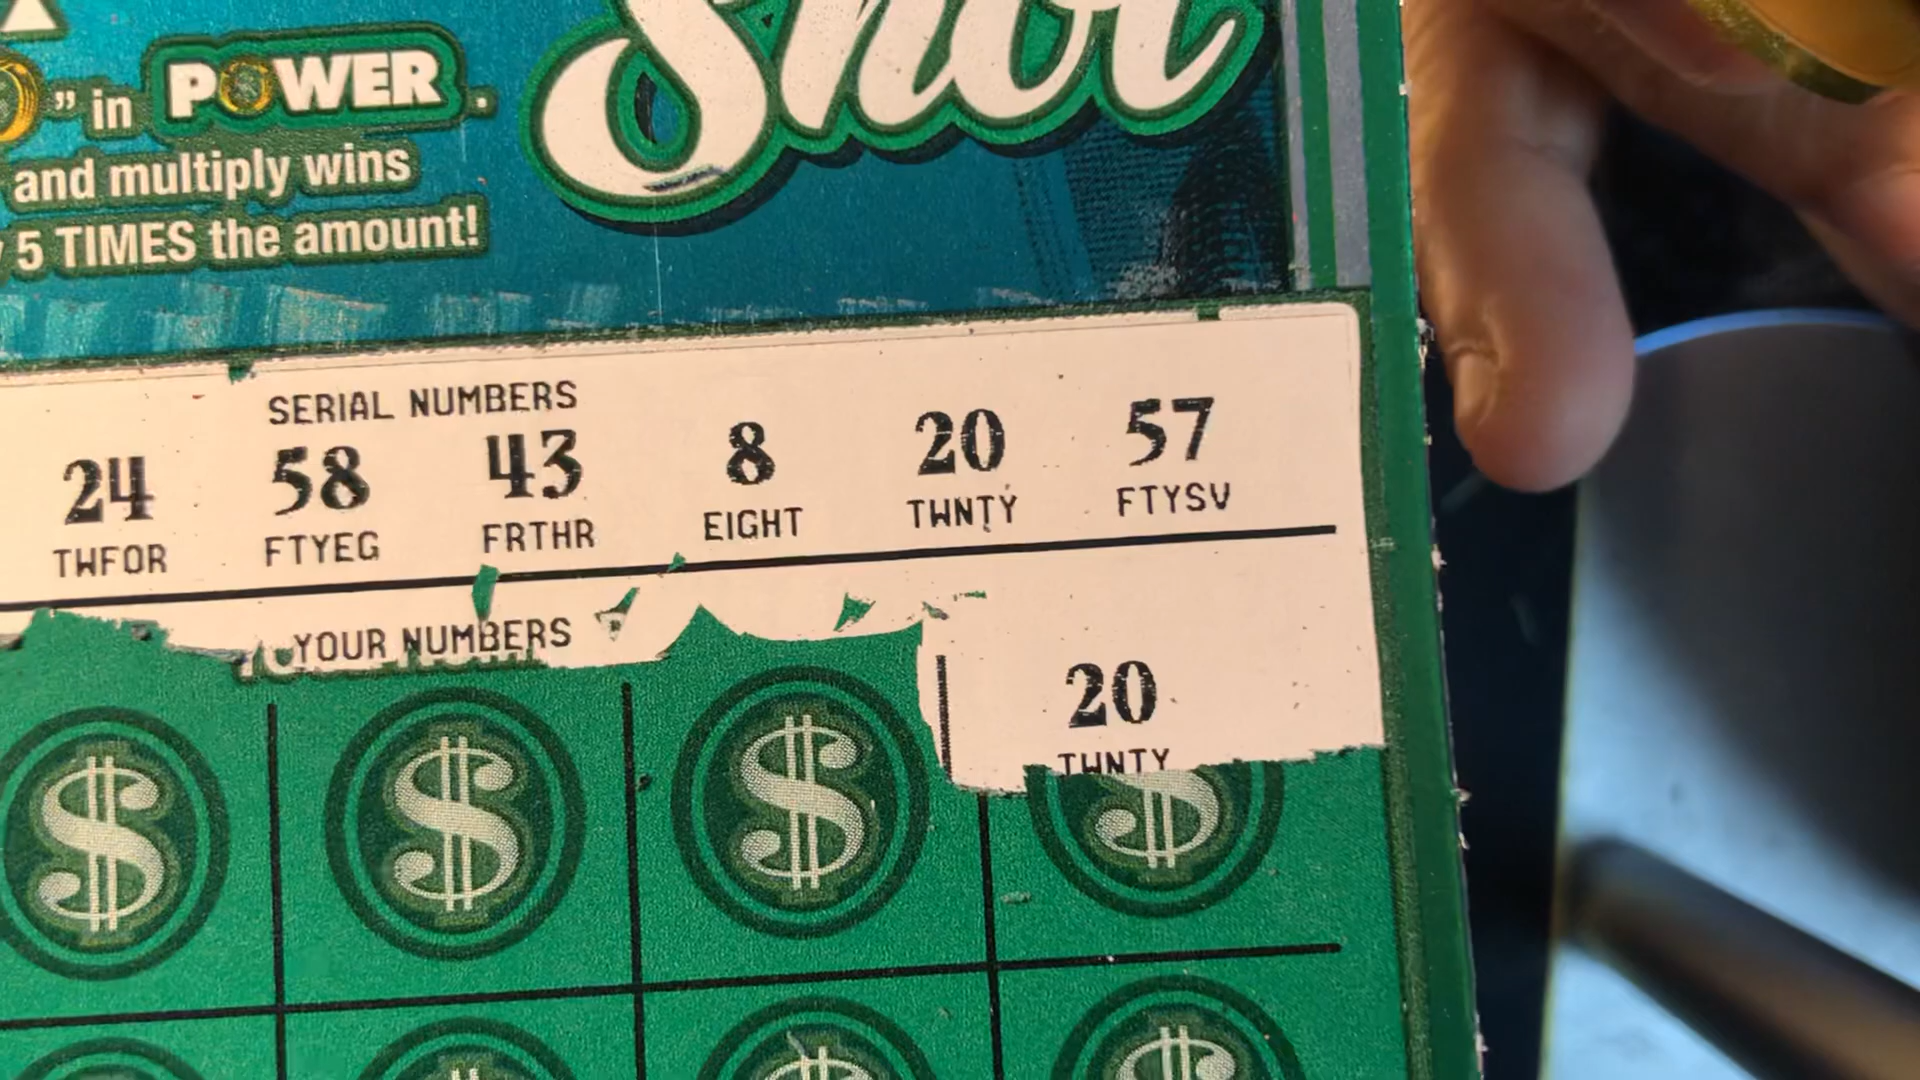 Shot
" in POWER.
and multiply wins
5 TIMES the amount!
SERIAL NUMBERS
24 58 43 8 20 57
TWFOR FTYEG FRTHR EIGHT TWNTY FTYSV
YOUR NUMBERS
20
TWNTY